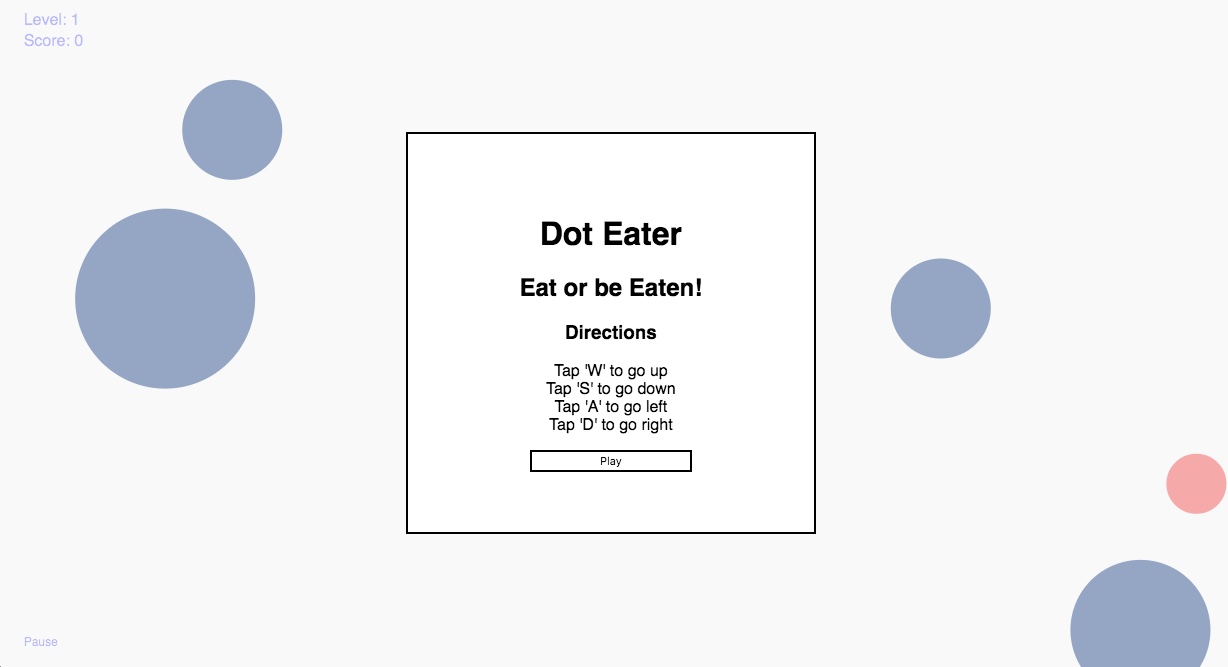 Level: 1
Score: 0
Dot Eater
Eat or be Eaten!
Directions
Tap 'W' to go up
Tap 'S' to go down
Tap 'A' to go left
Tap 'D' to go right
Play
Pause